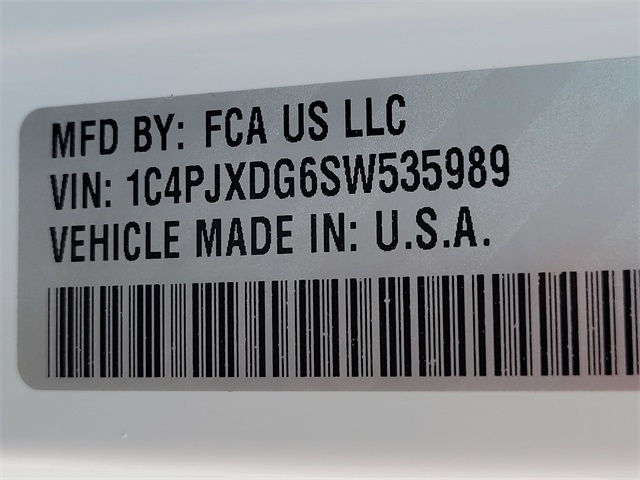 MFD BY: FCA US LLC
VIN: 1C4PJXDG6SW535989
VEHICLE MADE IN: U.S.A.